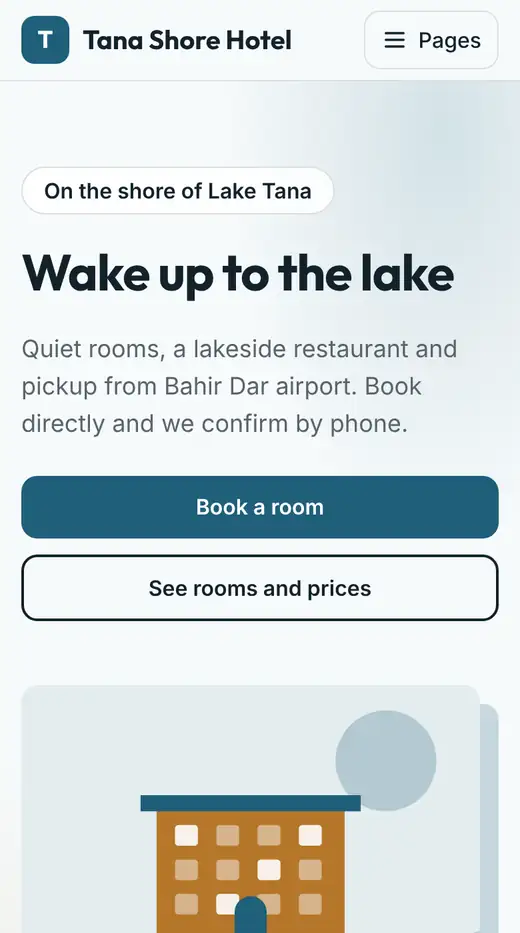 T
Tana Shore Hotel
Pages
On the shore of Lake Tana
Wake up to the lake
Quiet rooms, a lakeside restaurant and
pickup from Bahir Dar airport. Book
directly and we confirm by phone.
Book a room
See rooms and prices